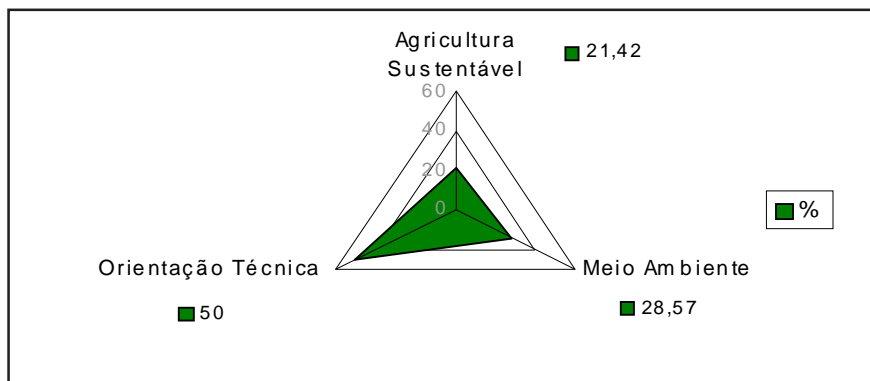 Agricultura
Sustentável
21,42
60
40
20
0
%
Orientação Técnica
Meio Ambiente
50
28,57